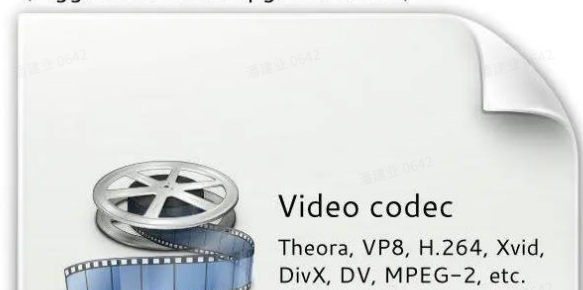 Video codec
Theora, VP8, H.264, Xvid,
DivX, DV, MPEG-2, etc.